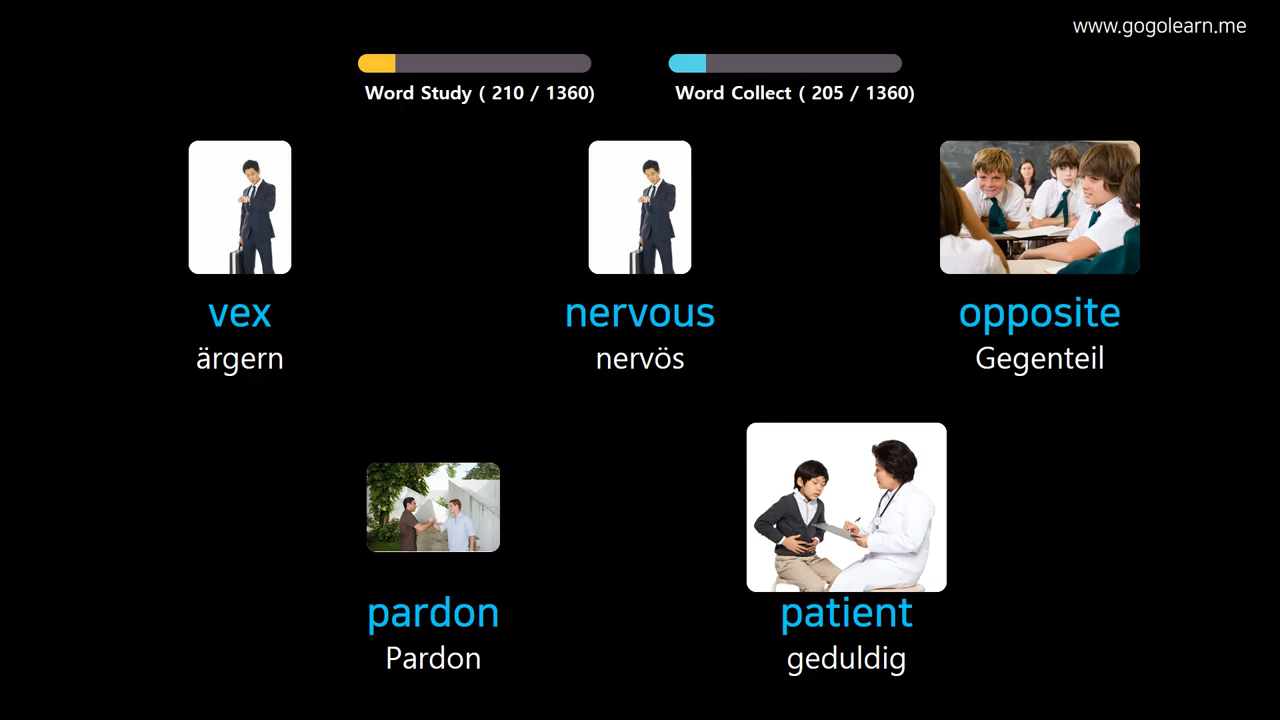 www.gogolearn.me
Word Study ( 210 / 1360)
Word Collect ( 205 / 1360)
vex
nervous
opposite
ärgern
nervös
Gegenteil
pardon
patient
Pardon
geduldig